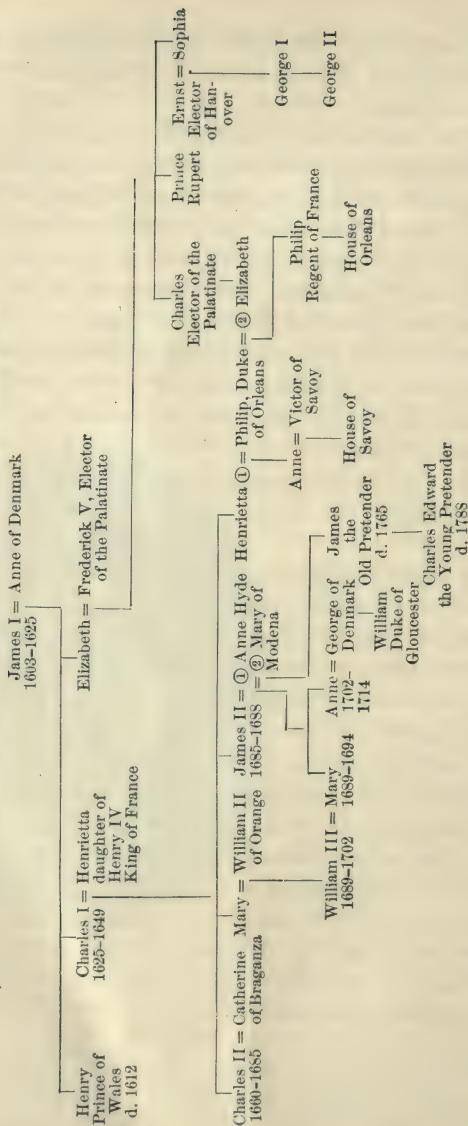 James I = Anne of Denmark
1603–1625
Henry
Prince of
Wales
d. 1612
Charles I = Henrietta
1625–1649
daughter of
Henry IV
King of France
Elizabeth = Frederick V, Elector
of the Palatinate
Charles II = Catherine
1660–1685
of Braganza
Mary = William II
of Orange
James II = ① Anne Hyde
1685–1688
= ② Mary of
Modena
Henrietta ① = Philip, Duke = ② Elizabeth
of Orleans
Charles
Elector of the
Palatinate
Prince
Rupert
Ernst = Sophia
Elector
of Han-
over
William III = Mary
1689–1702
1689–1694
Anne = George of
1702–
Denmark
1714
William
Duke of
Gloucester
James
the
Old Pretender
d. 1765
Charles Edward
the Young Pretender
d. 1788
Anne = Victor of
Savoy
House of
Savoy
Philip
Regent of France
House of
Orleans
George I
George II